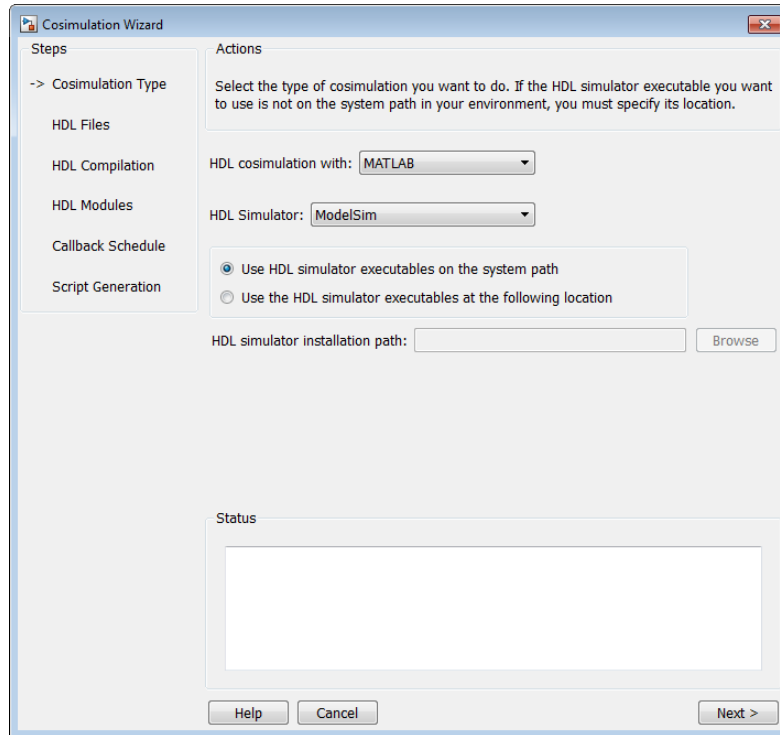 Cosimulation Wizard
Steps
-> Cosimulation Type
HDL Files
HDL Compilation
HDL Modules
Callback Schedule
Script Generation
Actions
Select the type of cosimulation you want to do. If the HDL simulator executable you want
to use is not on the system path in your environment, you must specify its location.
HDL cosimulation with: MATLAB
HDL Simulator: ModelSim
Use HDL simulator executables on the system path
Use the HDL simulator executables at the following location
HDL simulator installation path: Browse
Status
Help Cancel Next >